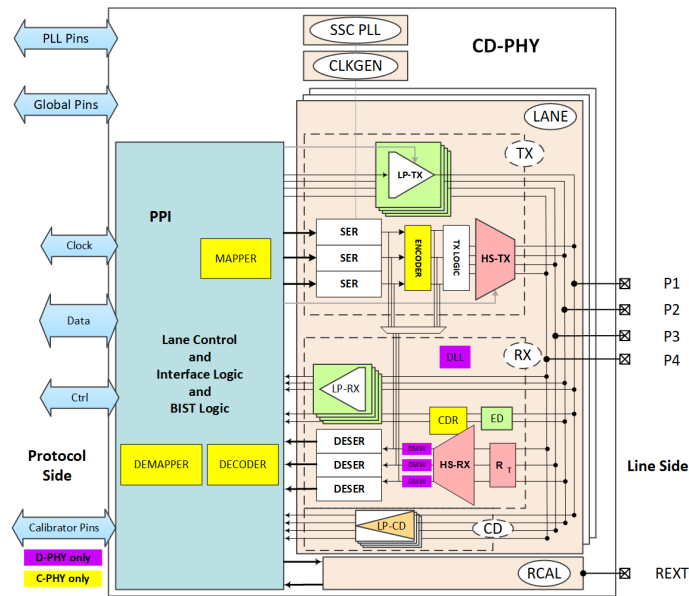 SSC PLL
CD-PHY
PLL Pins
CLKGEN
Global Pins
LANE
TX
LP-TX
PPI
Clock
MAPPER
SER
SER
SER
ENCODER
TX LOGIC
HS-TX
P1
P2
P3
P4
Data
Lane Control
and
Interface Logic
and
BIST Logic
DLL
RX
LP-RX
Ctrl
CDR
ED
DEMAPPER
DECODER
DESER
DESER
DESER
DSKW
DSKW
DSKW
HS-RX
RT
Protocol
Side
Line Side
Calibrator Pins
LP-CD
CD
D-PHY only
C-PHY only
RCAL
REXT